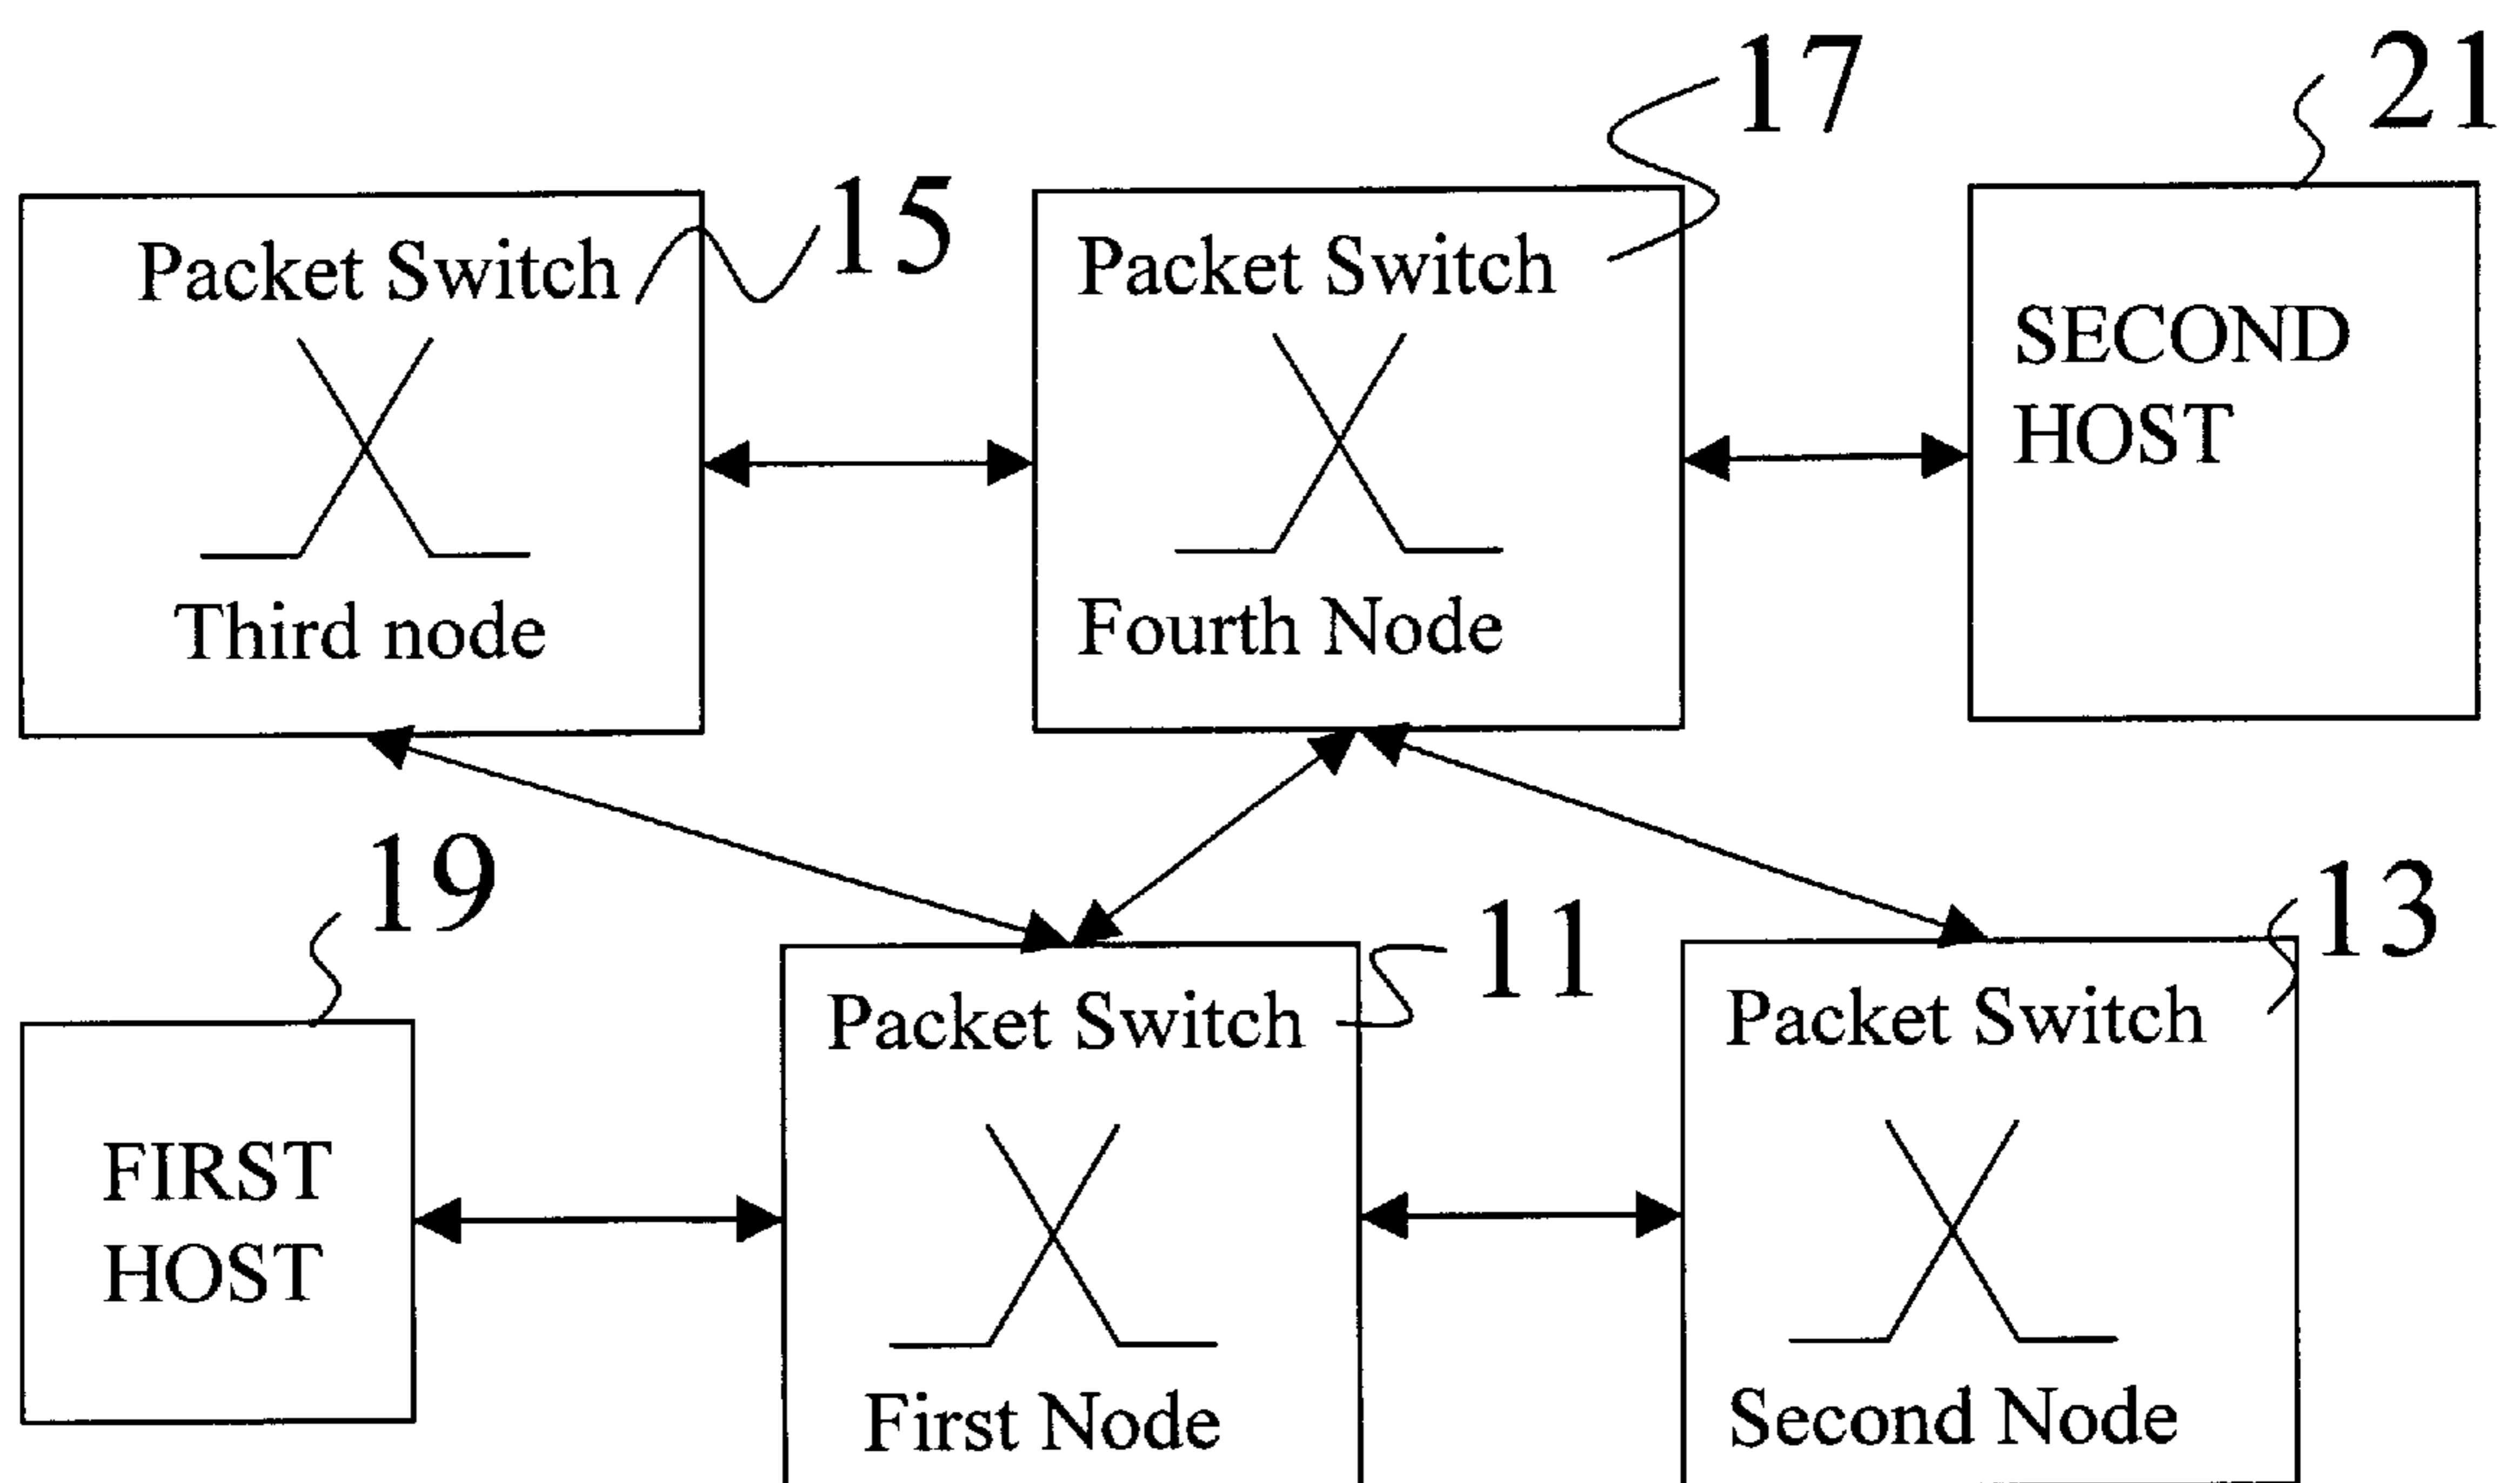 17
21
15
Packet Switch
Packet Switch
SECOND
HOST
Third node
Fourth Node
19
11
13
Packet Switch
Packet Switch
FIRST
HOST
First Node
Second Node